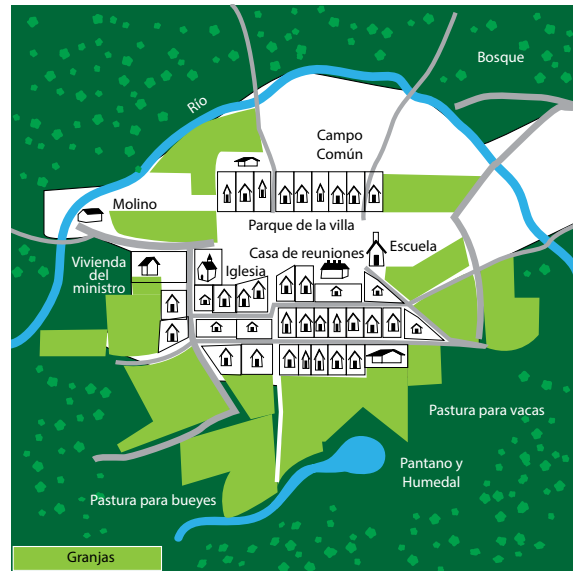 Bosque
Río
Campo
Común
Molino
Parque de la villa
Casa de reuniones
Escuela
Vivienda
del
ministro
Iglesia
Pastura para vacas
Pantano y
Humedal
Pastura para bueyes
Granjas